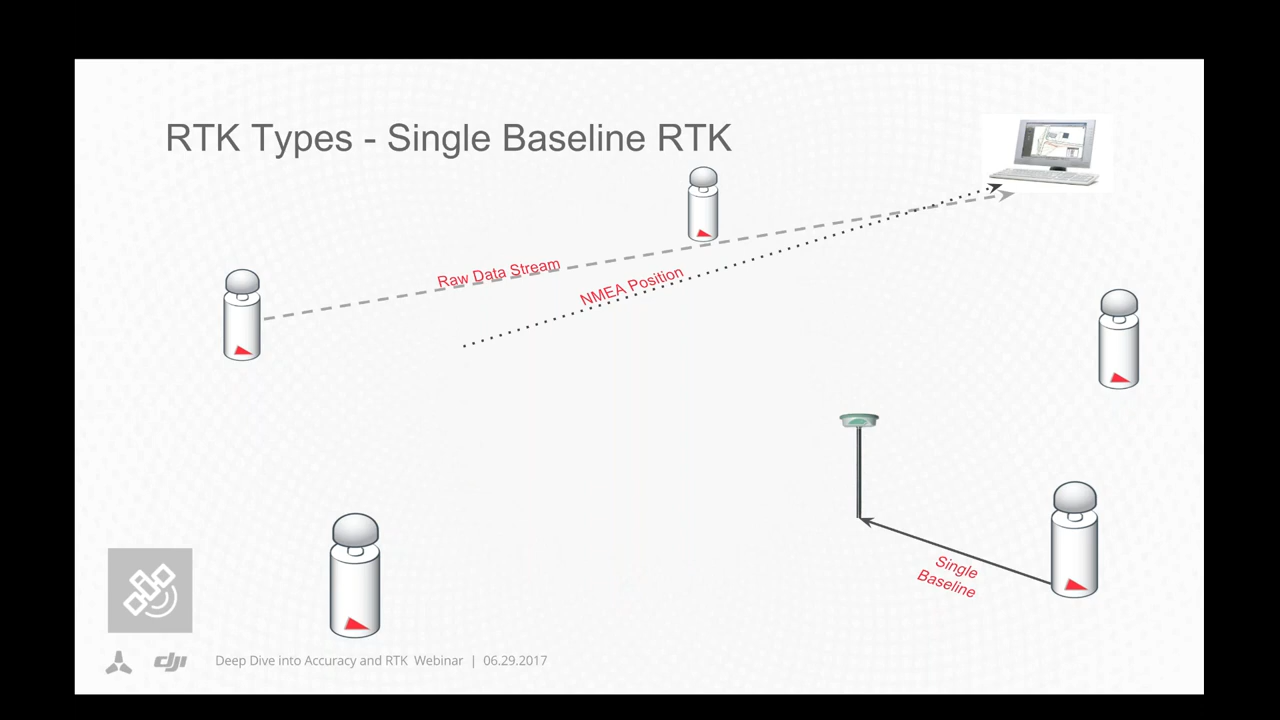 RTK Types - Single Baseline RTK
Raw Data Stream
NMEA Position
Single
Baseline
dji
Deep Dive into Accuracy and RTK Webinar | 06.29.2017